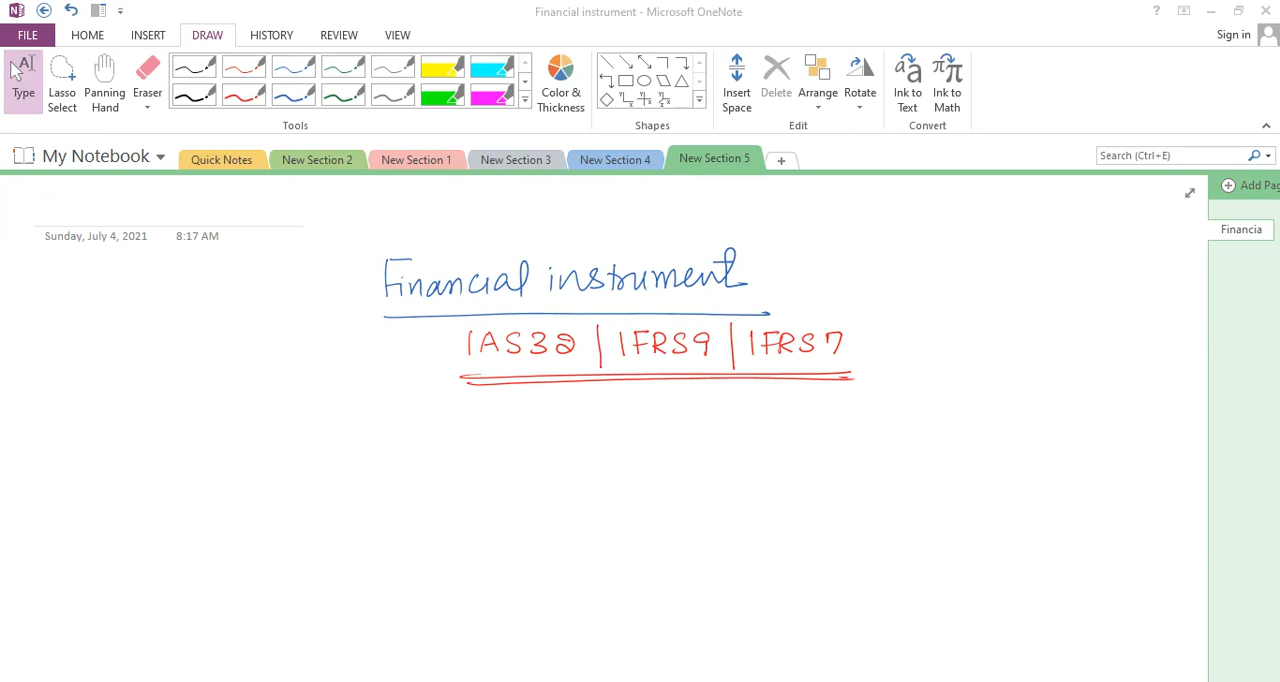 Financial instrument - Microsoft OneNote
FILE HOME INSERT DRAW HISTORY REVIEW VIEW Sign in
Type
Lasso Select
Panning Hand
Eraser
Color & Thickness
Insert Space
Delete
Arrange
Rotate
Ink to Text
Ink to Math
Tools Shapes Edit Convert
My Notebook Quick Notes New Section 2 New Section 1 New Section 3 New Section 4 New Section 5 Search (Ctrl+E)
Add Pag
Financia
Sunday, July 4, 2021 8:17 AM
Financial instrument
IAS32 | IFRS9 | IFRS7